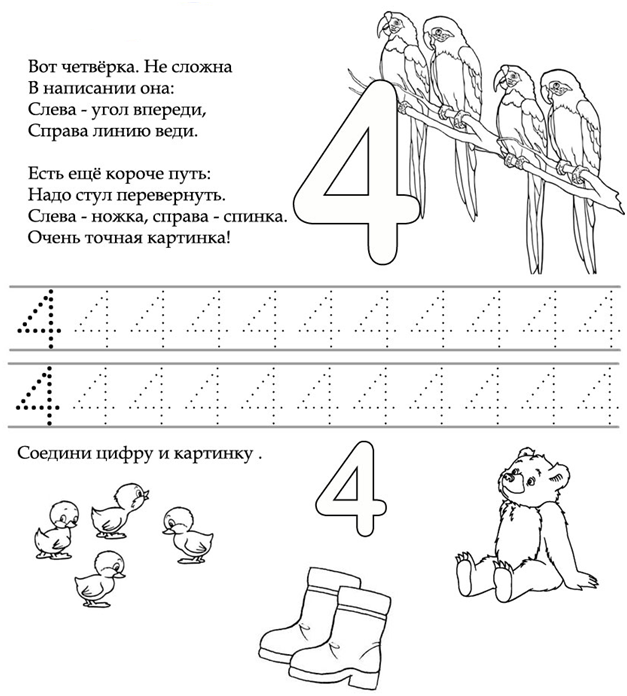 Вот четвёрка. Не сложна
В написании она:
Слева - угол впереди,
Справа линию веди.
Есть ещё короче путь:
Надо стул перевернуть.
Слева - ножка, справа - спинка.
Очень точная картинка!
4
4 4 4 4 4 4 4 4 4 4 4
4 4 4 4 4 4 4 4 4 4 4
Соедини цифру и картинку .
4